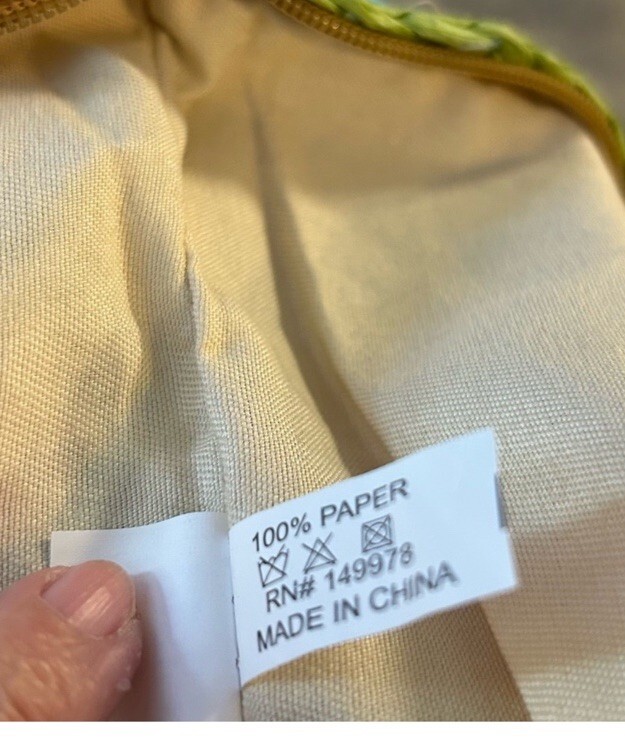 100% PAPER
RN# 149978
MADE IN CHINA